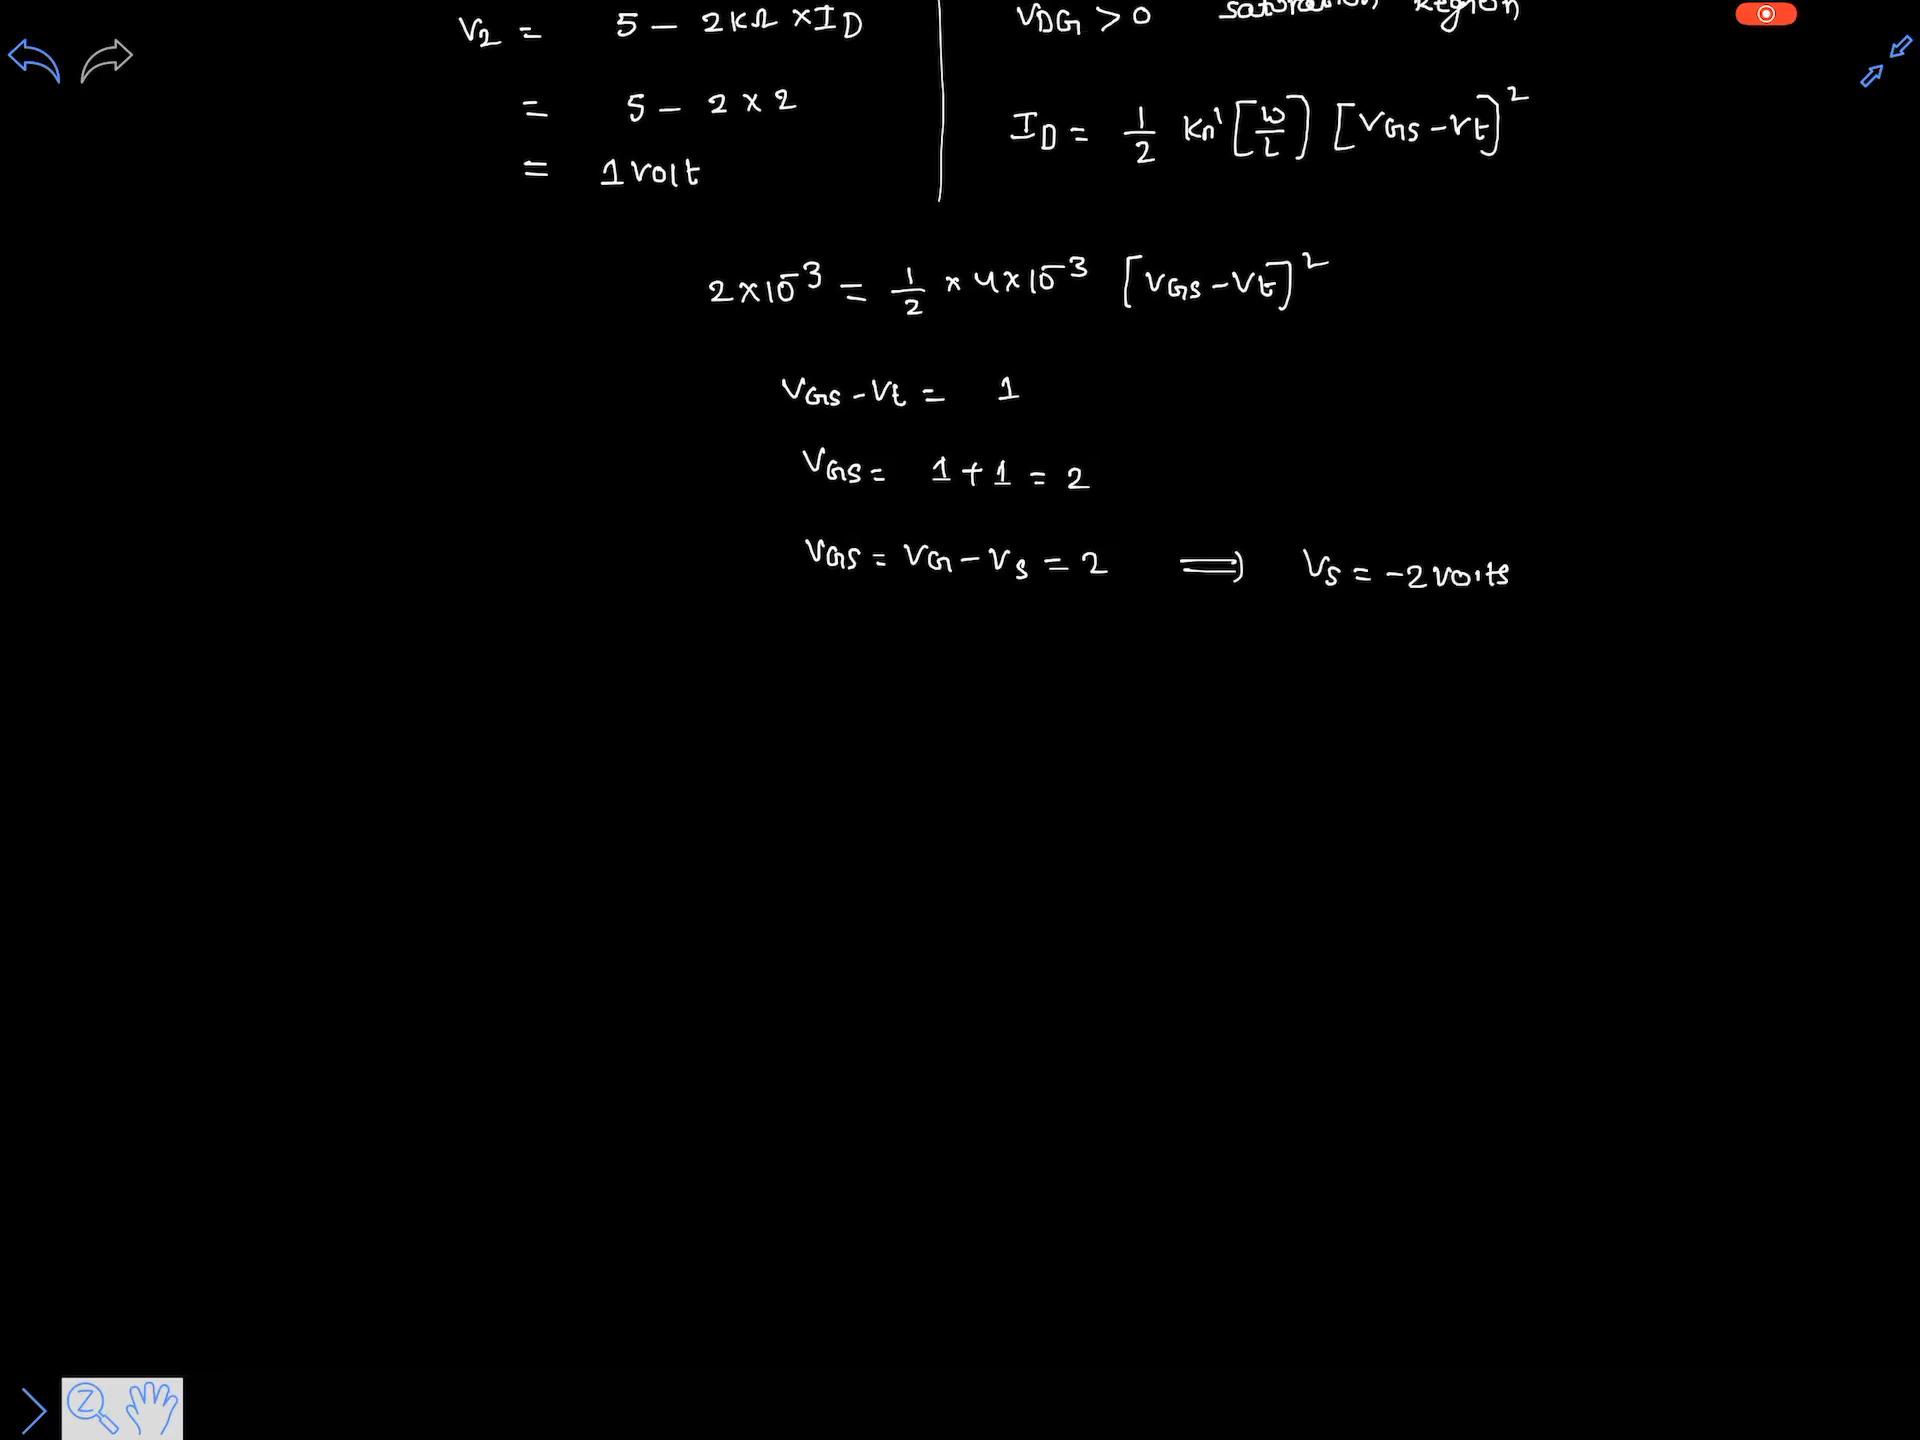 V2 = 5 - 2KΩ × ID
= 5 - 2 × 2
= 1 volt
VDG > 0 saturation Region
ID = 1/2 Kn' [W/L] [VGS - Vt]²
2×10⁻³ = 1/2 × 4×10⁻³ [VGS - Vt]²
VGS - Vt = 1
VGS = 1 + 1 = 2
VGS = VG - VS = 2 ⟹ VS = -2 volts
Z